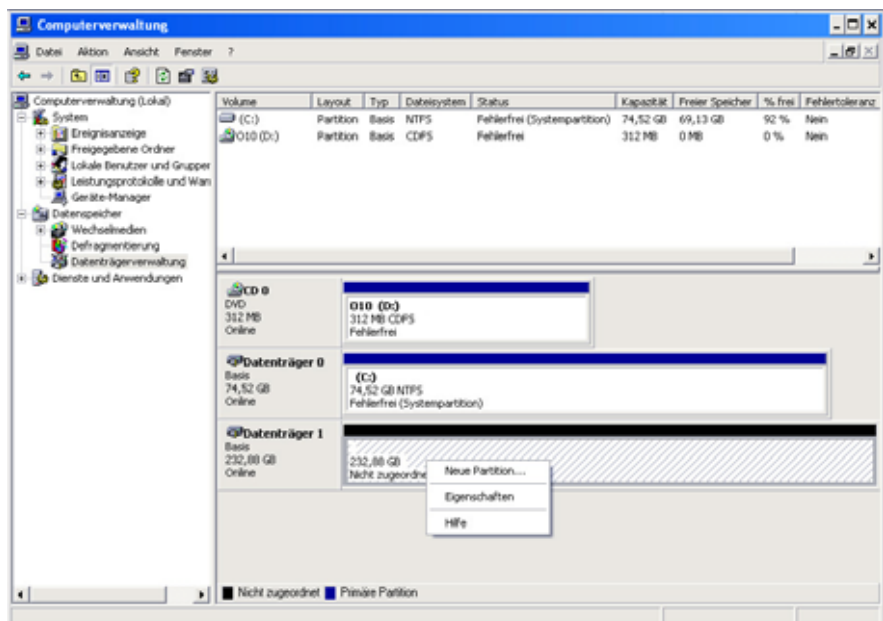 Computerverwaltung
Datei Aktion Ansicht Fenster ?
Computerverwaltung (Lokal)
System
Ereignisanzeige
Freigegebene Ordner
Lokale Benutzer und Gruppen
Leistungsprotokolle und Warn
Geräte-Manager
Datenspeicher
Wechselmedien
Defragmentierung
Datenträgerverwaltung
Dienste und Anwendungen
Volume Layout Typ Dateisystem Status Kapazität Freier Speicher % frei Fehlertoleranz
(C:) Partition Basis NTFS Fehlerfrei (Systempartition) 74,52 GB 69,13 GB 92 % Nein
O10 (D:) Partition Basis CDFS Fehlerfrei 312 MB 0 MB 0 % Nein
CD 0
DVD
312 MB
Online
O10 (D:)
312 MB CDFS
Fehlerfrei
Datenträger 0
Basis
74,52 GB
Online
(C:)
74,52 GB NTFS
Fehlerfrei (Systempartition)
Datenträger 1
Basis
232,88 GB
Online
232,88 GB
Nicht zugeordne
Neue Partition...
Eigenschaften
Hilfe
Nicht zugeordnet Primäre Partition